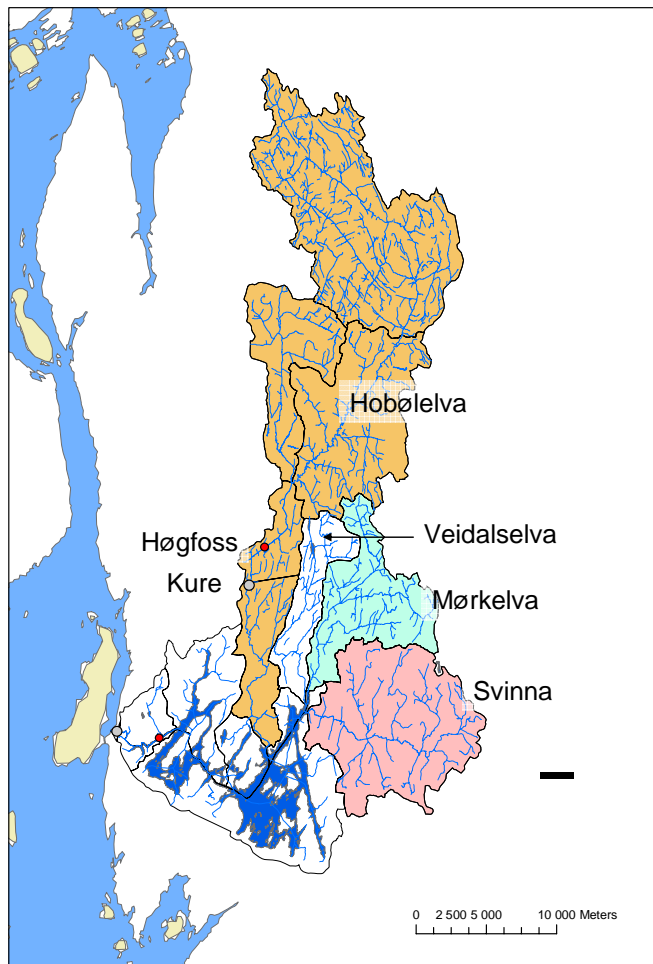 Hobølelva
Veidalselva
Høgfoss
Kure
Mørkelva
Svinna
0 2 500 5 000 10 000 Meters